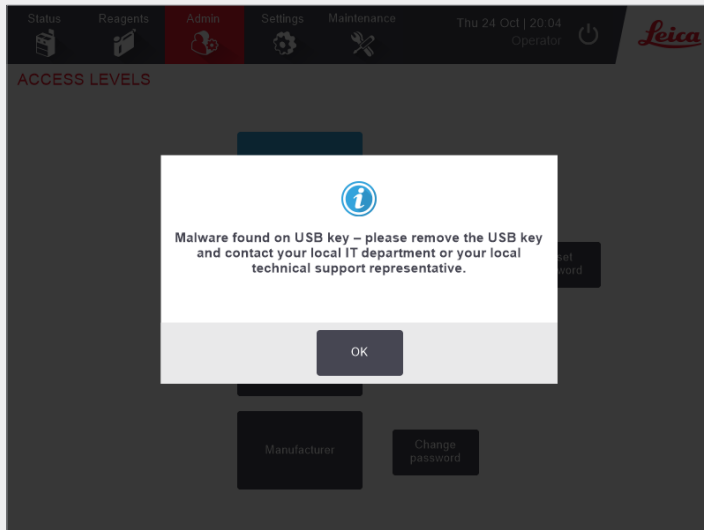 Status Reagents Admin Settings Maintenance Thu 24 Oct | 20:04
Operator
Leica
ACCESS LEVELS
i
Malware found on USB key – please remove the USB key
and contact your local IT department or your local
technical support representative.
set
word
OK
Manufacturer
Change
password